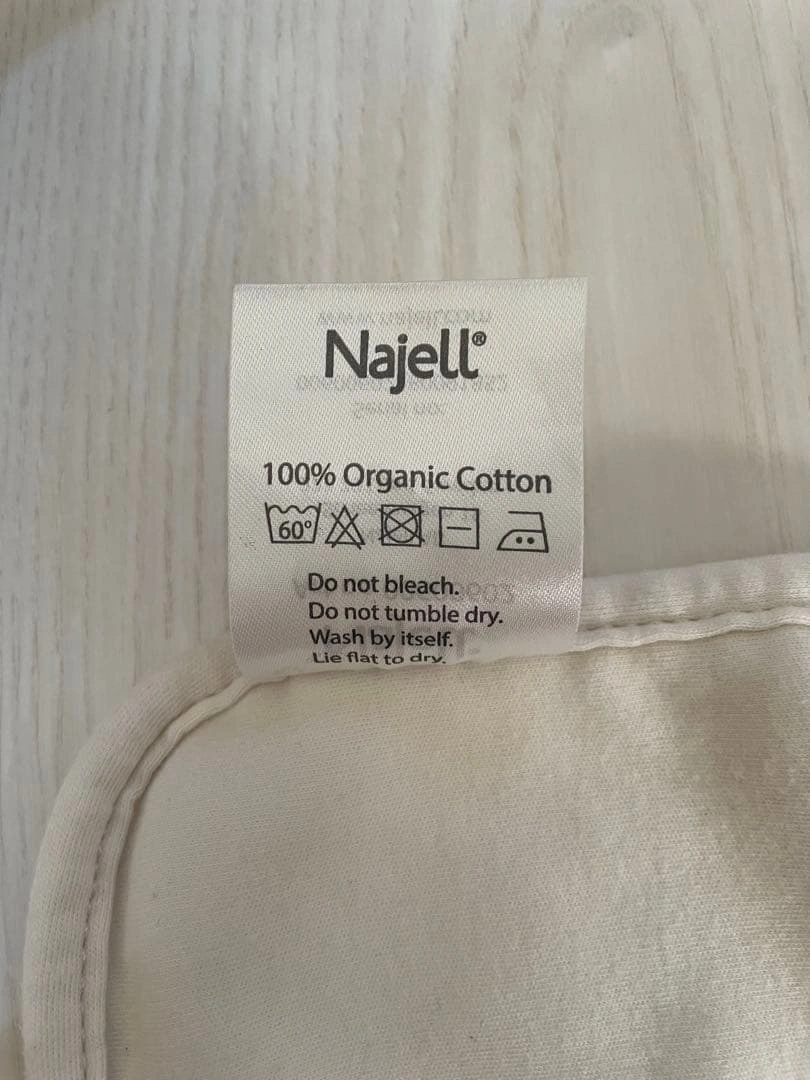 Najell®
100% Organic Cotton
60°
Do not bleach.
Do not tumble dry.
Wash by itself.
Lie flat to dry.